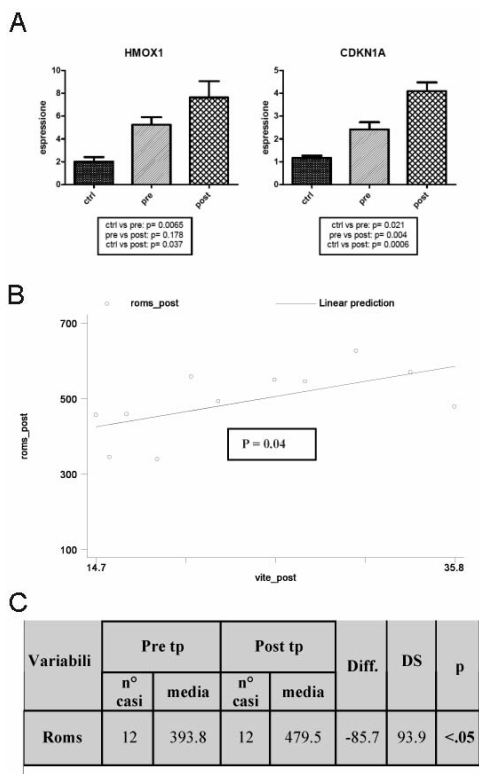 A
HMOX1
CDKN1A
espressione
10
8
6
4
2
0
ctrl
pre
post
espressione
5
4
3
2
1
0
ctrl
pre
post
ctrl vs pre: p= 0.0065
pre vs post: p= 0.178
ctrl vs post: p= 0.037
ctrl vs pre: p= 0.021
pre vs post: p= 0.004
ctrl vs post: p= 0.0006
B
roms_post
Linear prediction
700
500
300
100
roms_post
P = 0.04
14.7
35.8
vite_post
C
Variabili
Pre tp
Post tp
Diff.
DS
p
n° casi
media
n° casi
media
Roms 12 393.8 12 479.5 -85.7 93.9 <.05